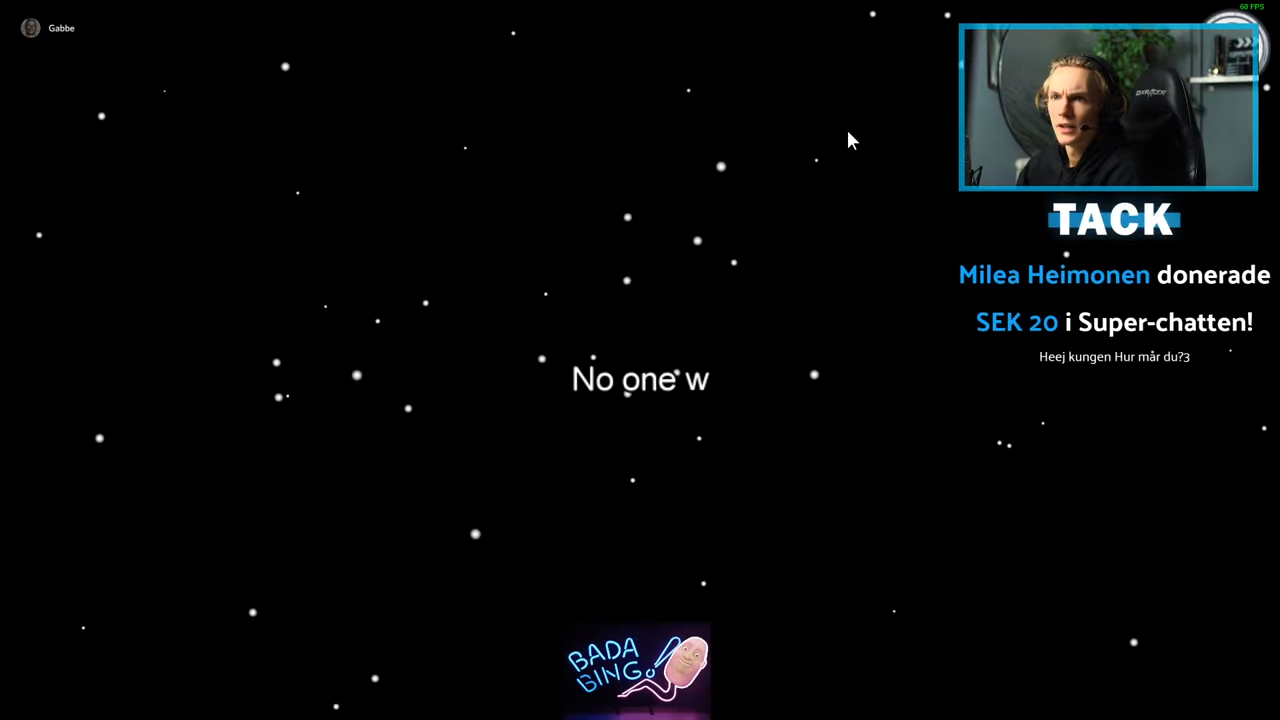 60 FPS
Gabbe
DXRACER
TACK
Milea Heimonen donerade
SEK 20 i Super-chatten!
Heej kungen Hur mår du?3
No one w
BADA
BING